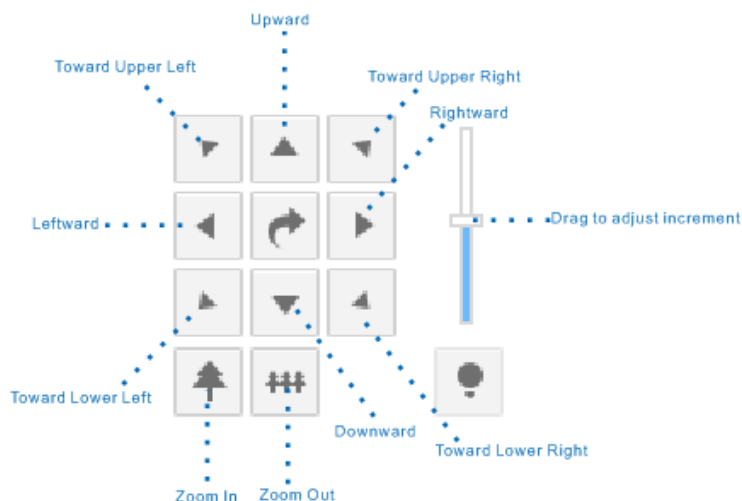 Upward
Toward Upper Left
Toward Upper Right
Rightward
Leftward
Drag to adjust increment
Toward Lower Left
Downward
Toward Lower Right
Zoom In
Zoom Out